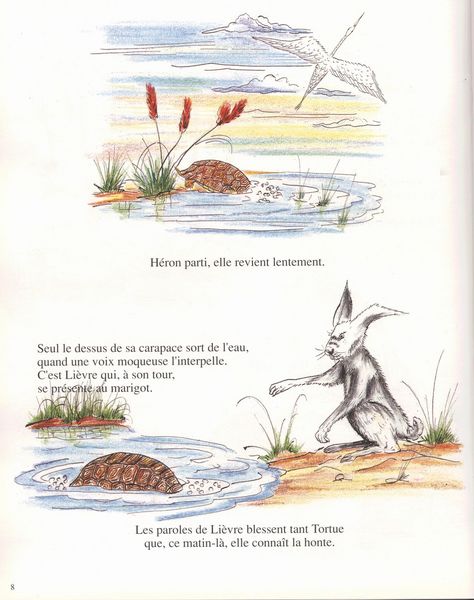 Héron parti, elle revient lentement.
Seul le dessus de sa carapace sort de l'eau,
quand une voix moqueuse l'interpelle.
C'est Lièvre qui, à son tour,
se présente au marigot.
Les paroles de Lièvre blessent tant Tortue
que, ce matin-là, elle connaît la honte.
8